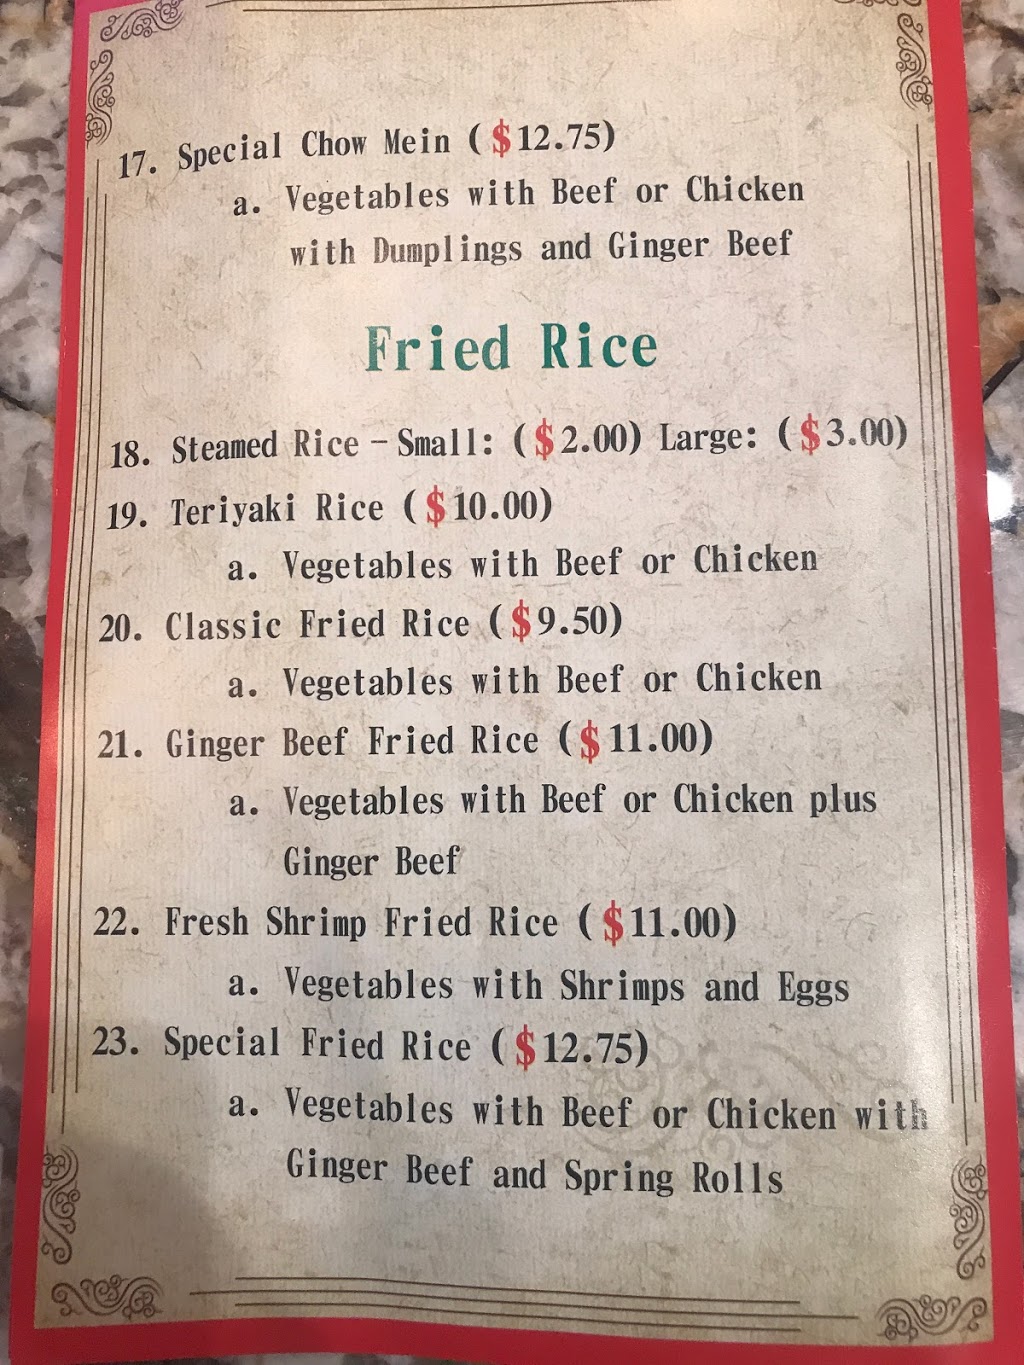 17. Special Chow Mein ($12.75)
a. Vegetables with Beef or Chicken
with Dumplings and Ginger Beef
Fried Rice
18. Steamed Rice - Small: ($2.00) Large: ($3.00)
19. Teriyaki Rice ($10.00)
a. Vegetables with Beef or Chicken
20. Classic Fried Rice ($9.50)
a. Vegetables with Beef or Chicken
21. Ginger Beef Fried Rice ($11.00)
a. Vegetables with Beef or Chicken plus
Ginger Beef
22. Fresh Shrimp Fried Rice ($11.00)
a. Vegetables with Shrimps and Eggs
23. Special Fried Rice ($12.75)
a. Vegetables with Beef or Chicken with
Ginger Beef and Spring Rolls